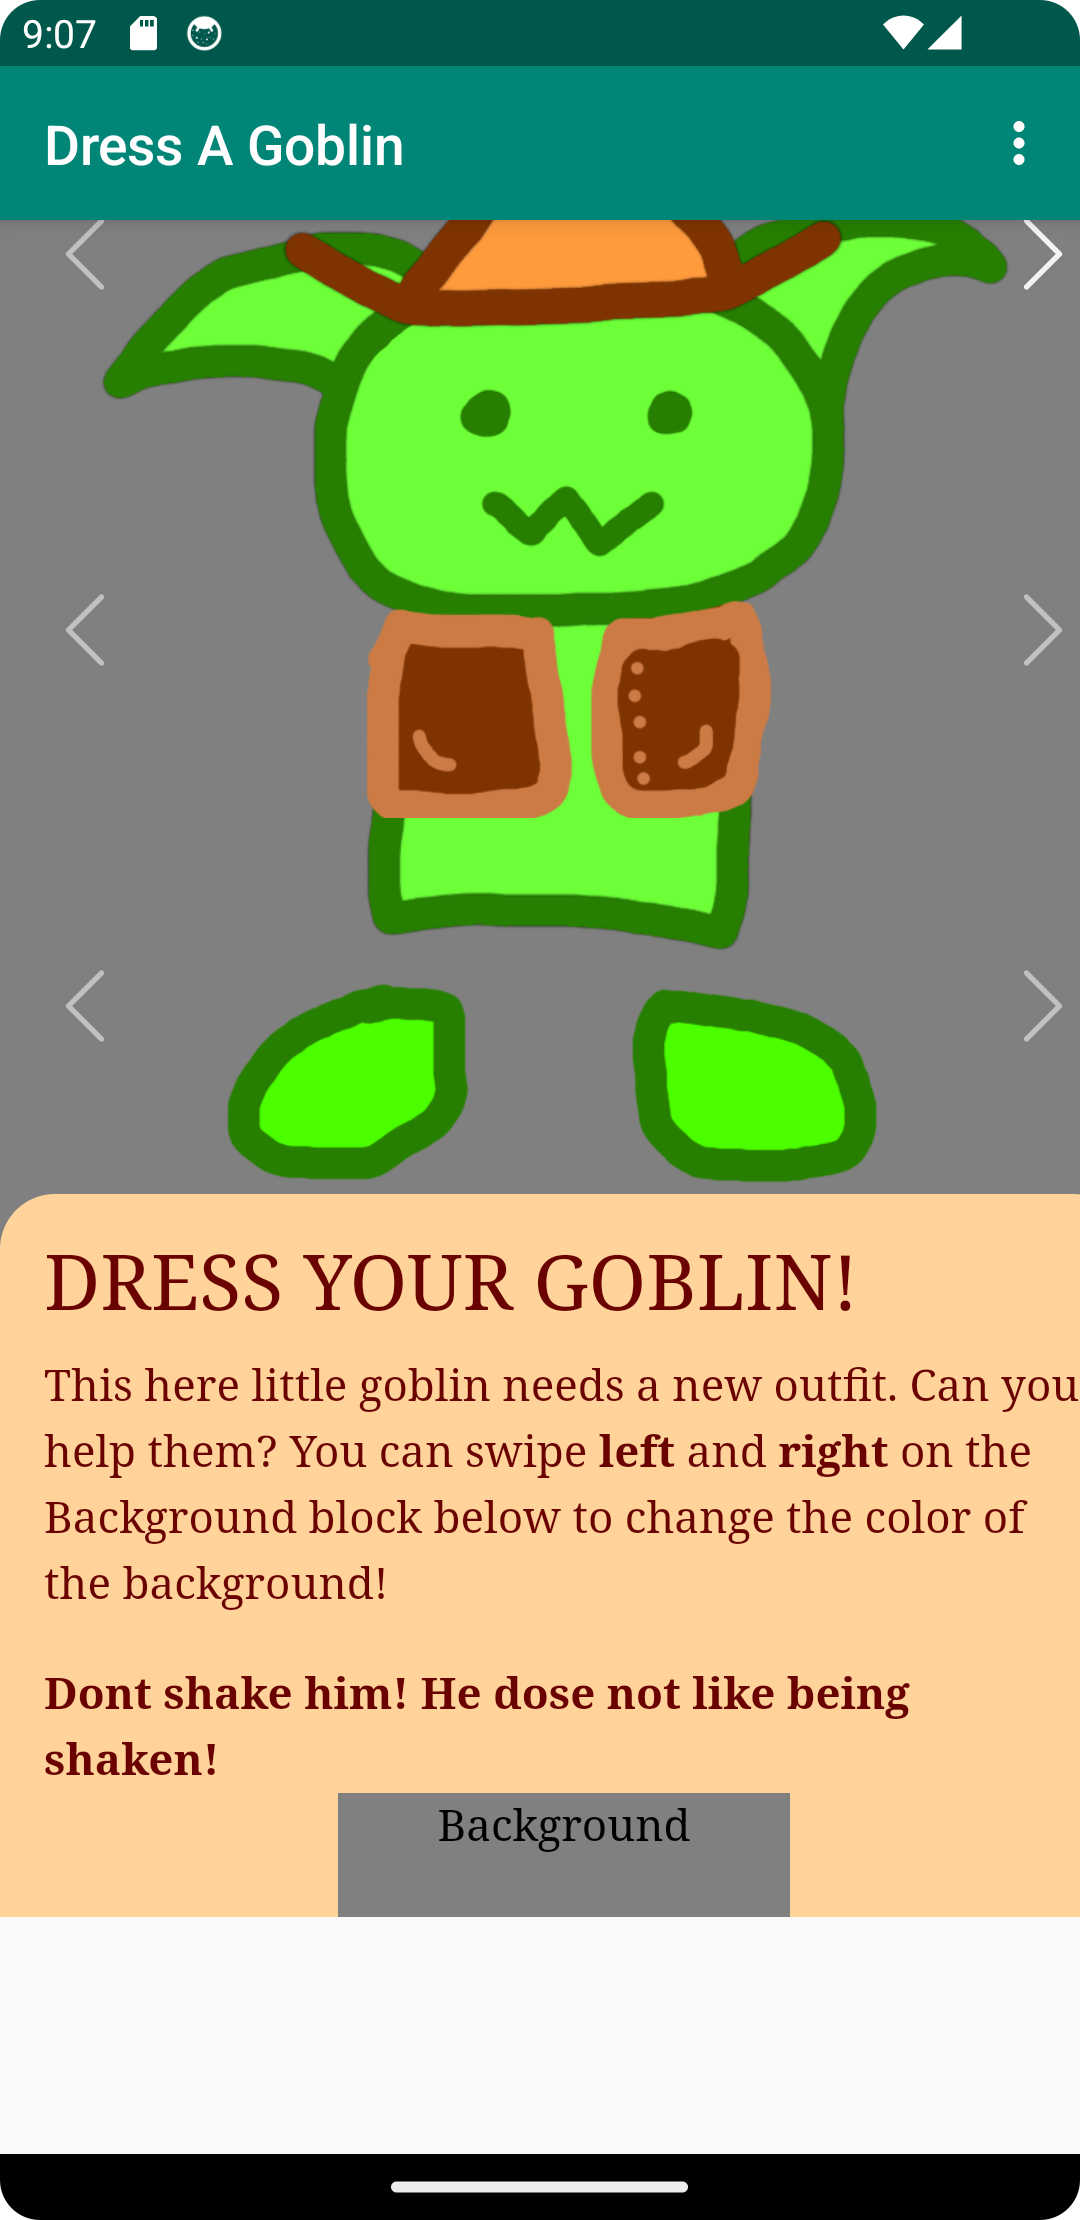 9:07
Dress A Goblin
DRESS YOUR GOBLIN!
This here little goblin needs a new outfit. Can you
help them? You can swipe left and right on the
Background block below to change the color of
the background!
Dont shake him! He dose not like being
shaken!
Background